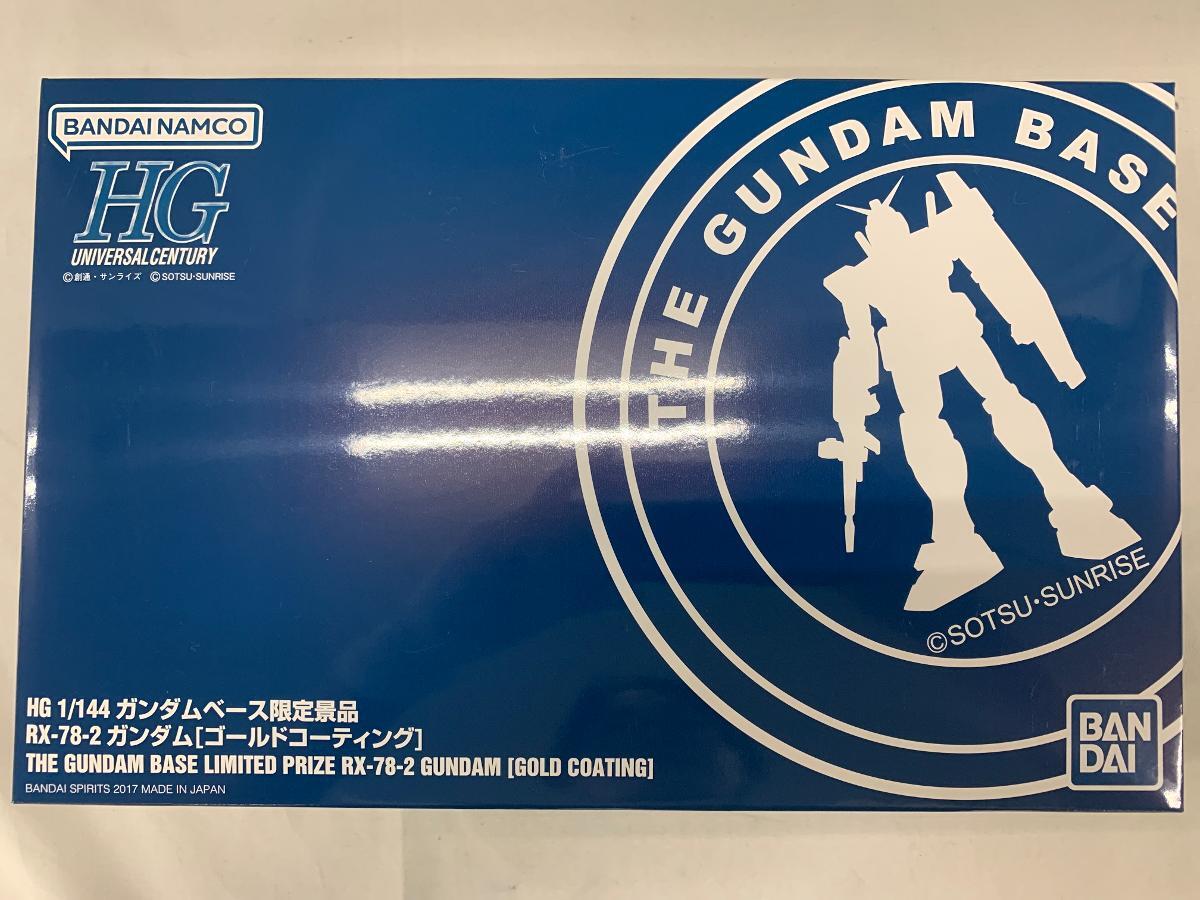 BANDAI NAMCO
HG
UNIVERSAL CENTURY
©創通・サンライズ ©SOTSU・SUNRISE
THE GUNDAM BASE
©SOTSU・SUNRISE
HG 1/144 ガンダムベース限定景品
RX-78-2 ガンダム[ゴールドコーティング]
THE GUNDAM BASE LIMITED PRIZE RX-78-2 GUNDAM [GOLD COATING]
BANDAI SPIRITS 2017 MADE IN JAPAN
BAN
DAI